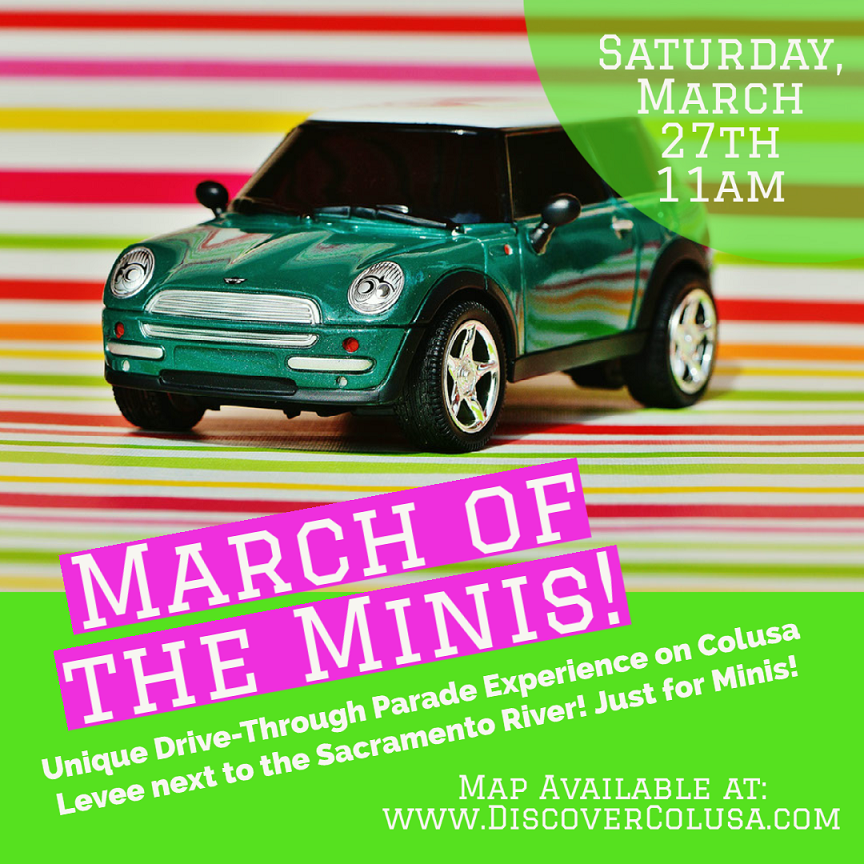 Saturday,
March
27th
11am
March of
the Minis!
Unique Drive-Through Parade Experience on Colusa
Levee next to the Sacramento River! Just for Minis!
Map Available at:
www.DiscoverColusa.com